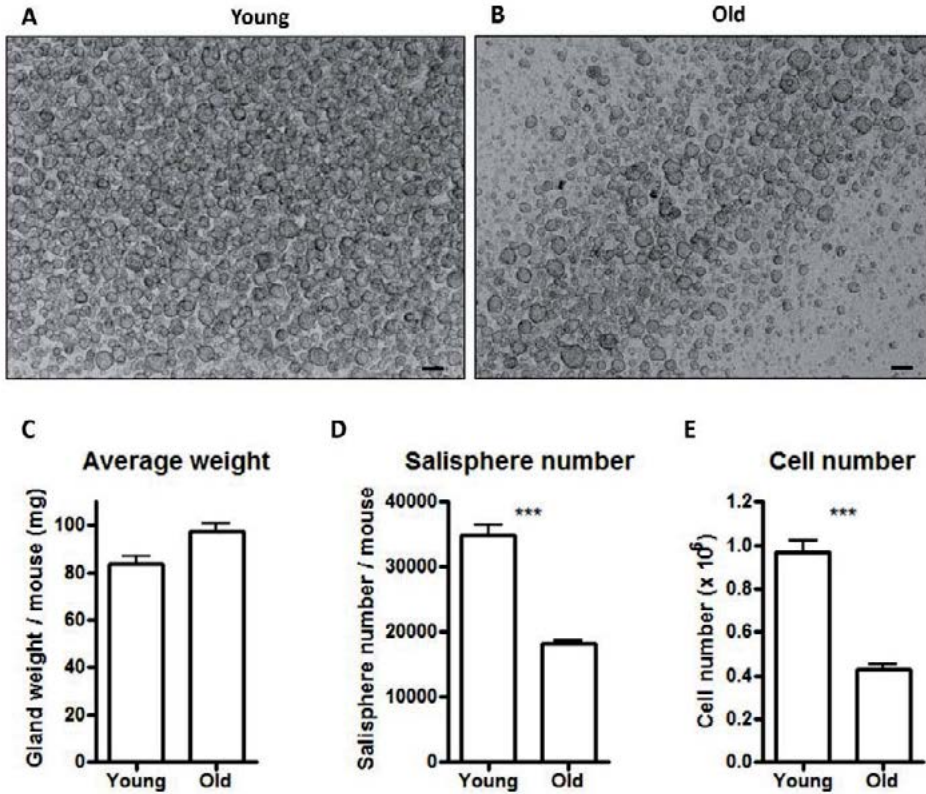 A
Young
B
Old
C
Average weight
Gland weight / mouse (mg)
100
80
60
40
20
0
Young
Old
D
Salisphere number
Salisphere number / mouse
40000
30000
20000
10000
0
***
Young
Old
E
Cell number
Cell number (x 10⁶)
1.2
1.0
0.8
0.6
0.4
0.2
0.0
***
Young
Old